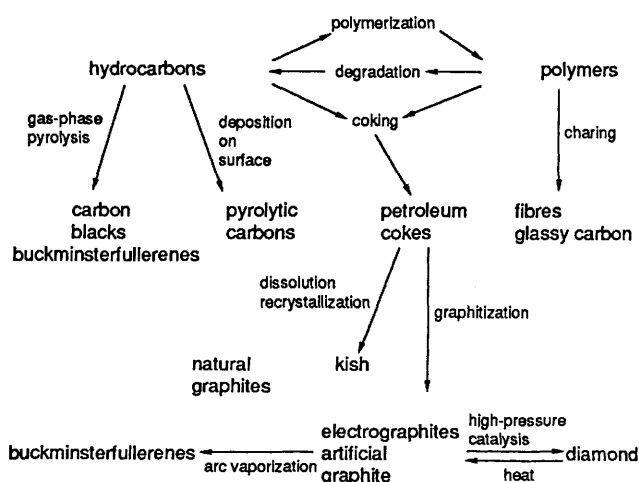 polymerization
hydrocarbons
degradation
polymers
gas-phase
pyrolysis
deposition
on
surface
coking
charing
carbon
blacks
buckminsterfullerenes
pyrolytic
carbons
petroleum
cokes
fibres
glassy carbon
dissolution
recrystallization
graphitization
natural
graphites
kish
electrographites
artificial
graphite
high-pressure
catalysis
buckminsterfullerenes
arc vaporization
diamond
heat